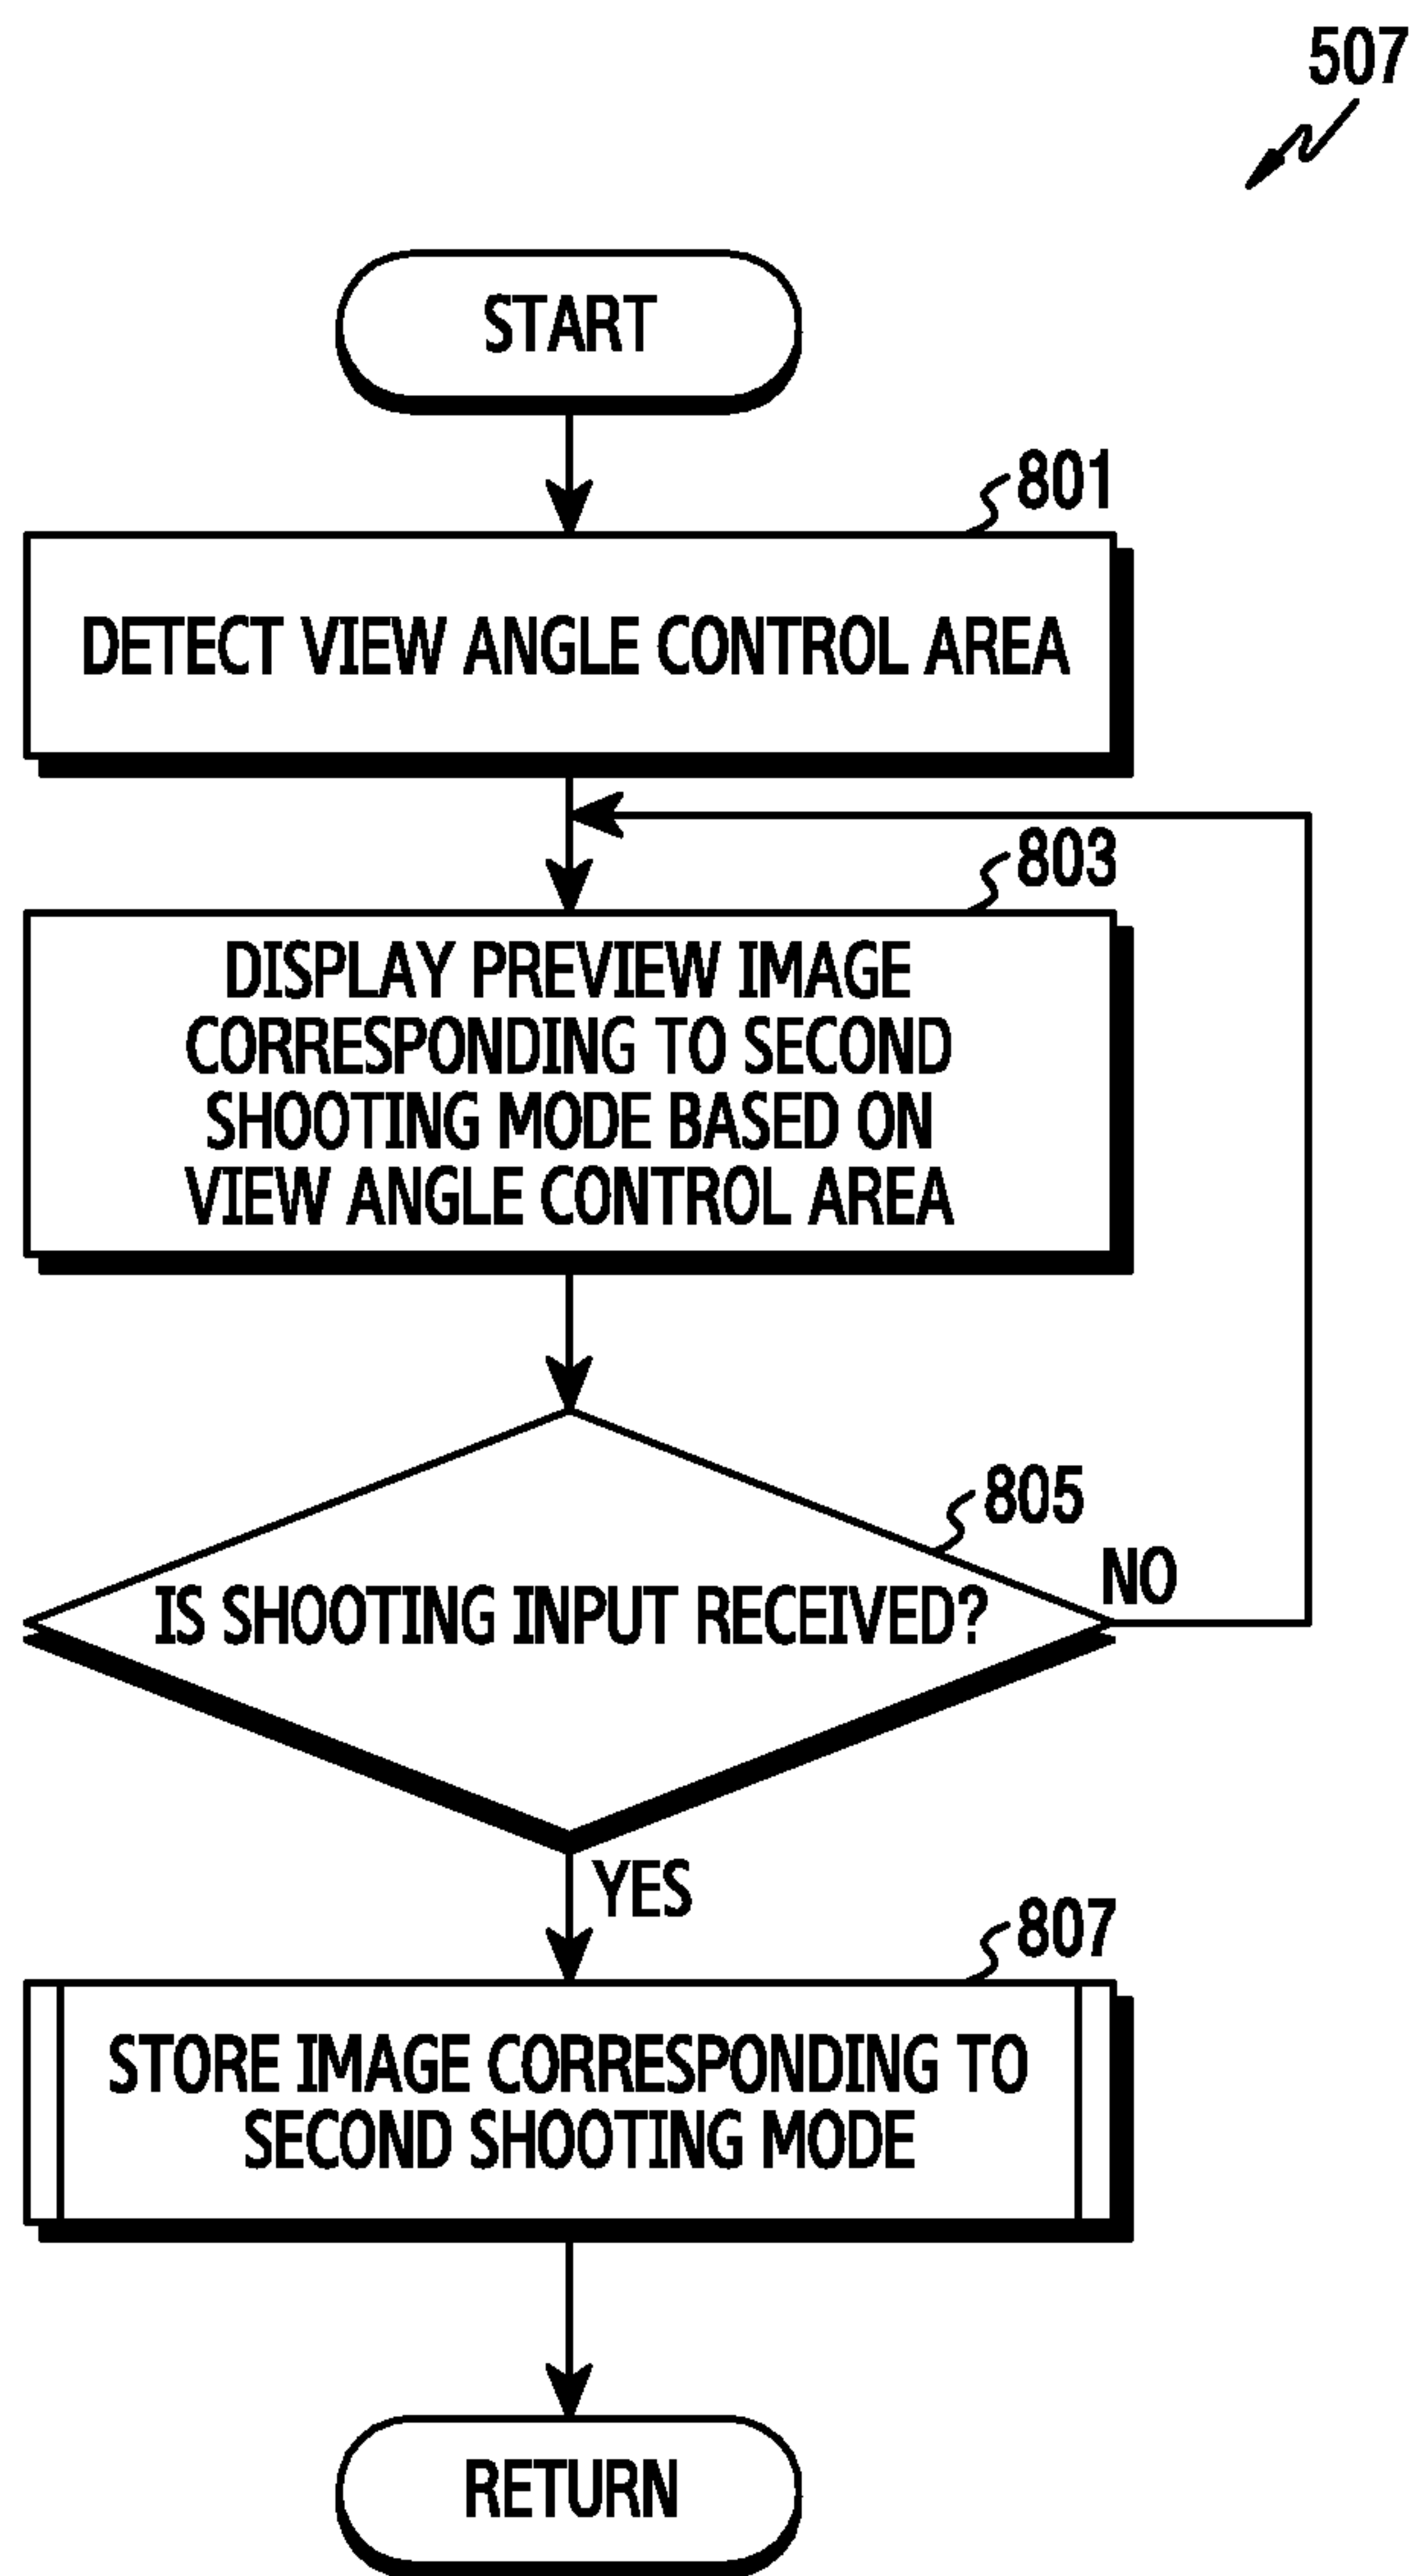 507
START
801
DETECT VIEW ANGLE CONTROL AREA
803
DISPLAY PREVIEW IMAGE
CORRESPONDING TO SECOND
SHOOTING MODE BASED ON
VIEW ANGLE CONTROL AREA
805
NO
IS SHOOTING INPUT RECEIVED?
YES
807
STORE IMAGE CORRESPONDING TO
SECOND SHOOTING MODE
RETURN